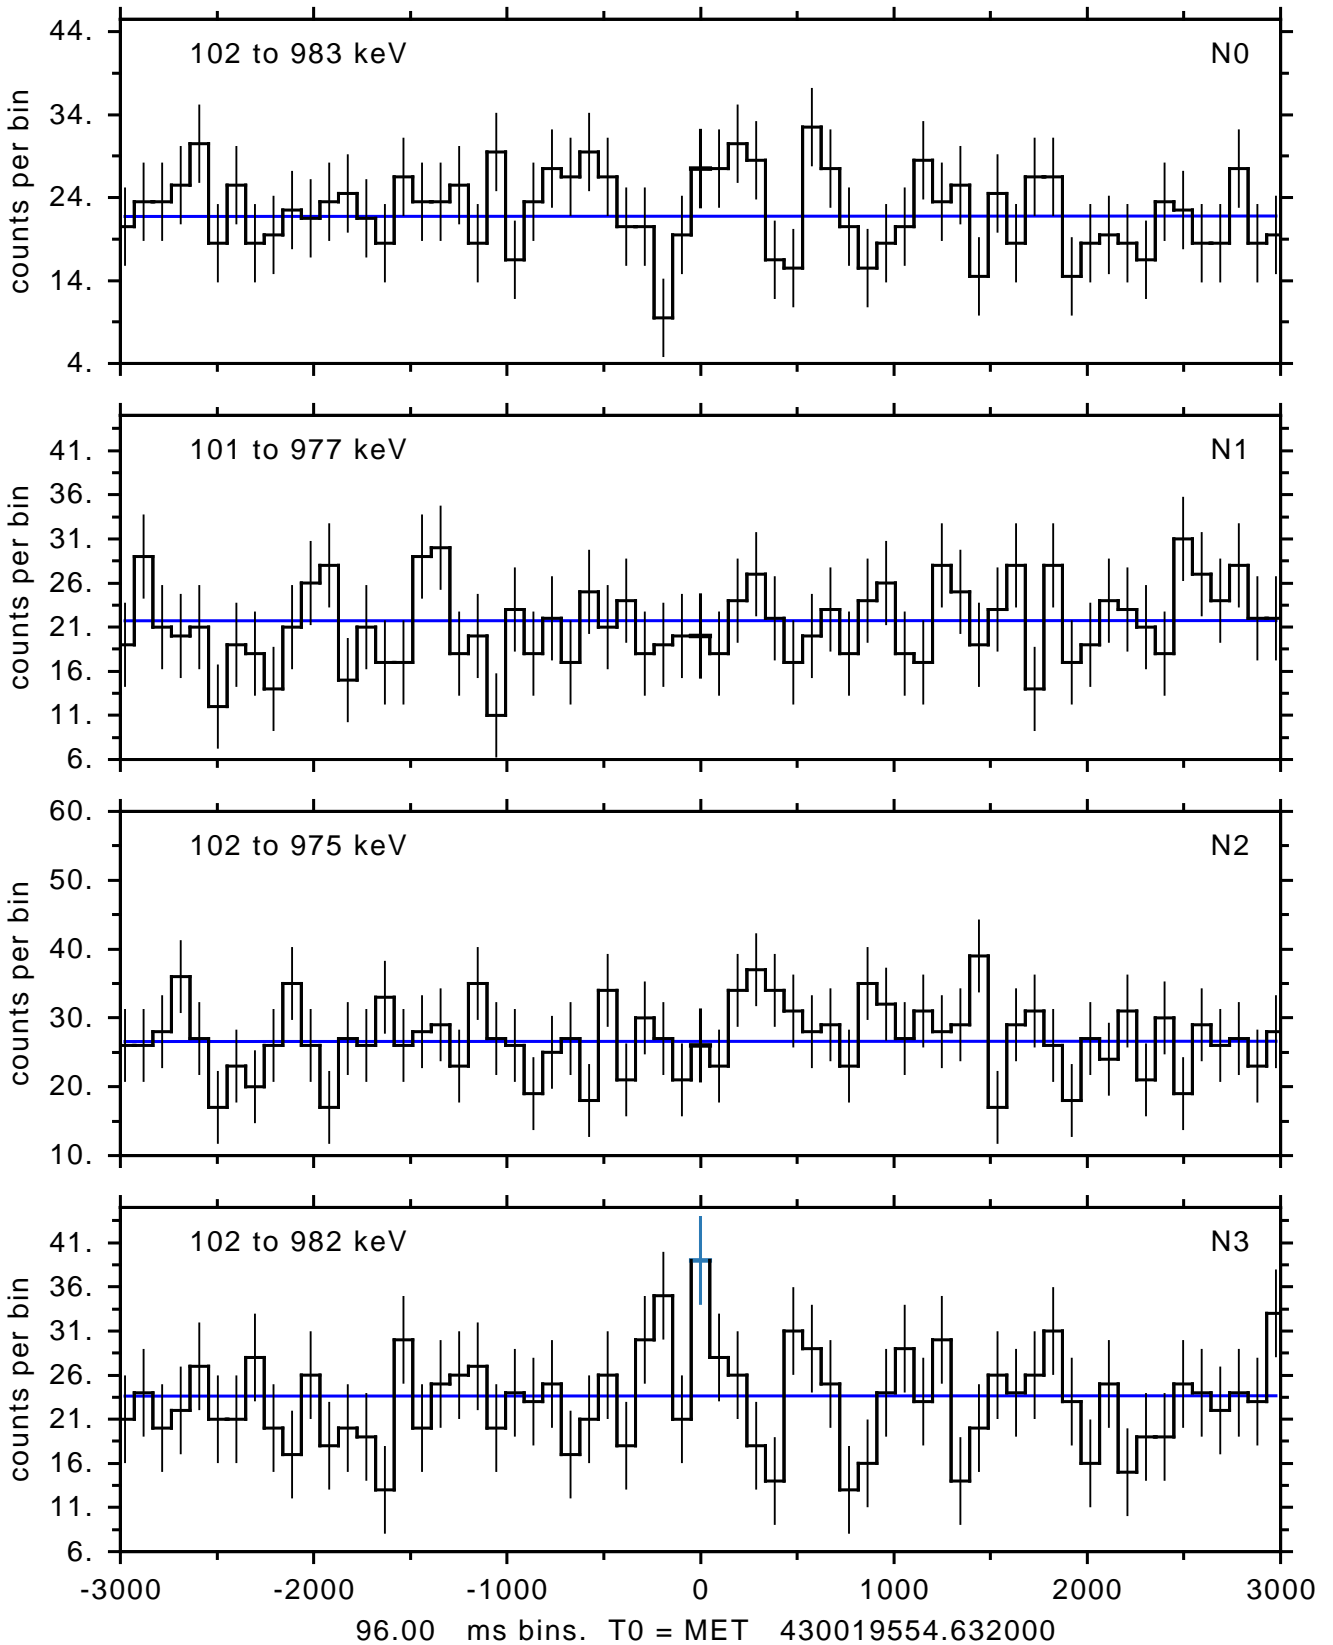 102 to 983 keV N0
44.
34.
24.
14.
4.
counts per bin
101 to 977 keV N1
41.
36.
31.
26.
21.
16.
11.
6.
counts per bin
102 to 975 keV N2
60.
50.
40.
30.
20.
10.
counts per bin
102 to 982 keV N3
41.
36.
31.
26.
21.
16.
11.
6.
counts per bin
-3000 -2000 -1000 0 1000 2000 3000
96.00 ms bins. T0 = MET 430019554.632000